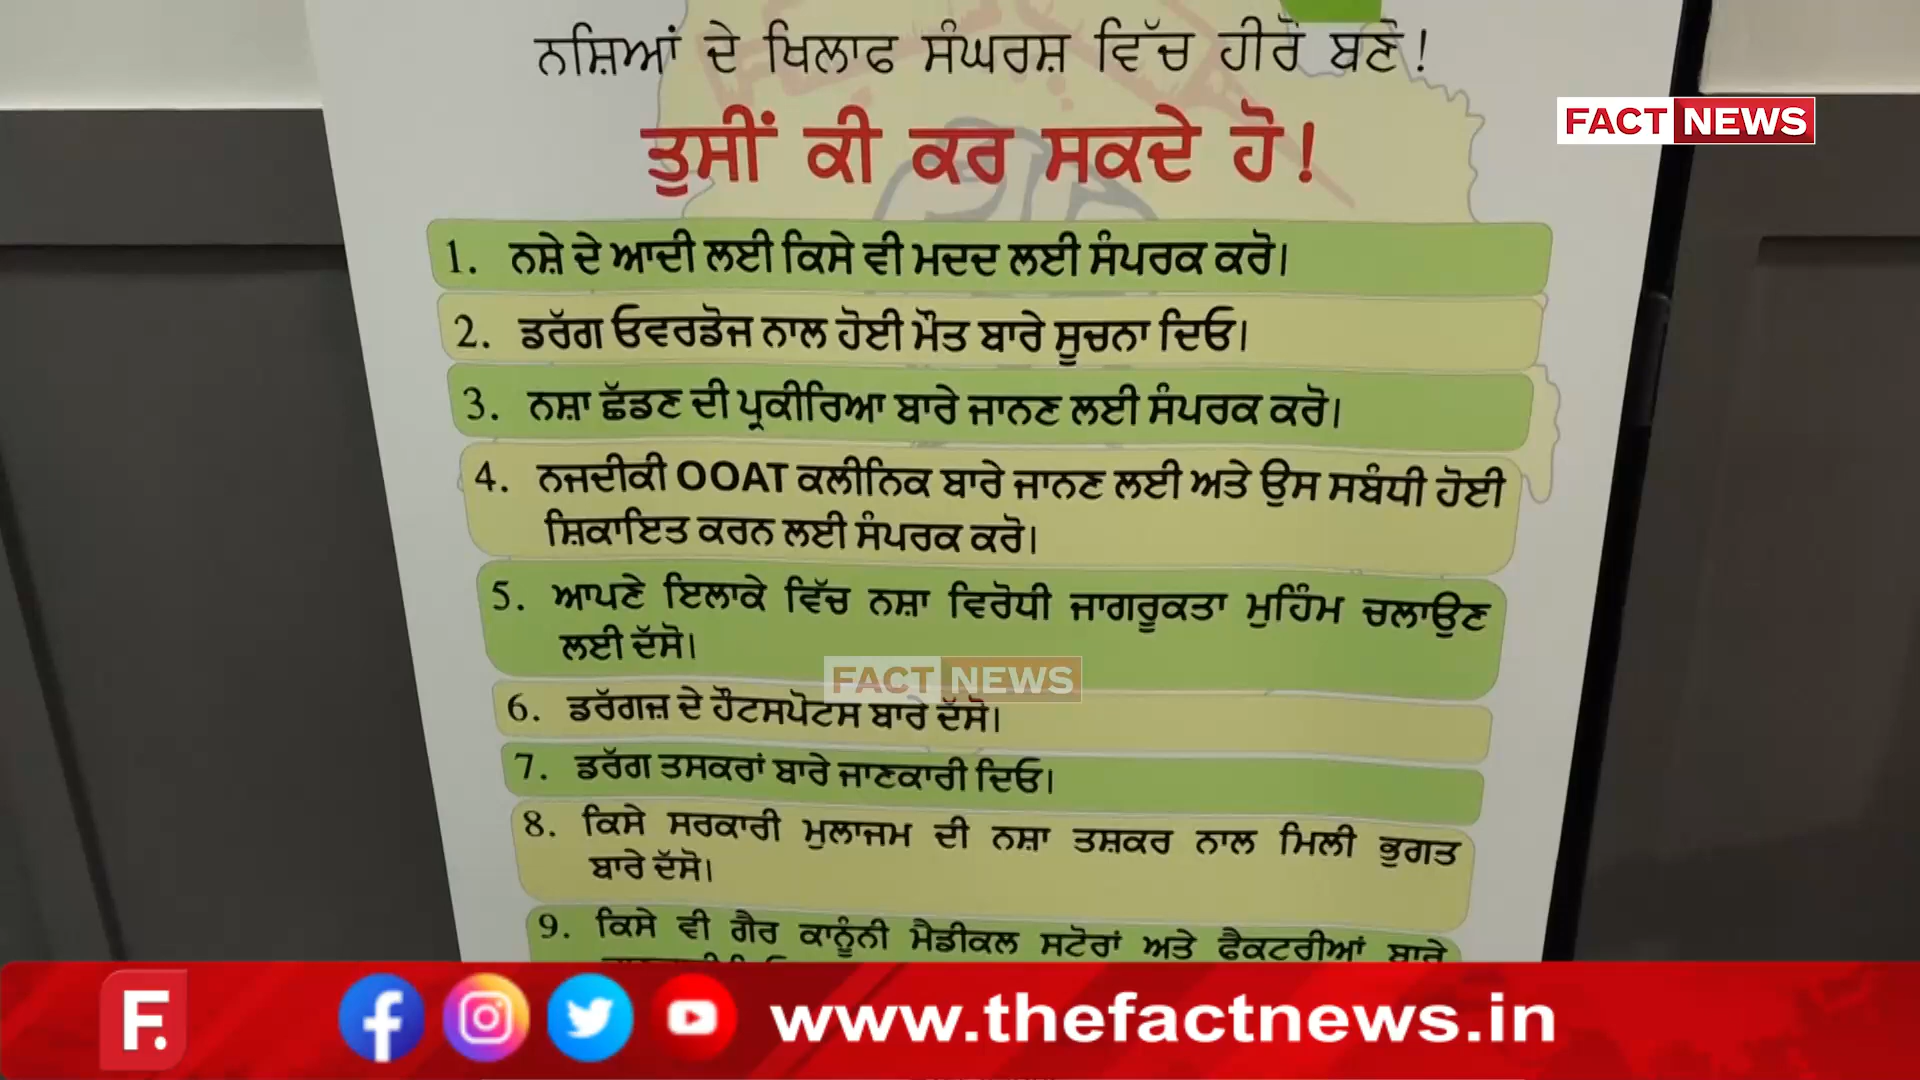 ਨਸ਼ਿਆਂ ਦੇ ਖਿਲਾਫ ਸੰਘਰਸ਼ ਵਿੱਚ ਹੀਰੋ ਬਣੋ!
FACT NEWS
ਤੁਸੀਂ ਕੀ ਕਰ ਸਕਦੇ ਹੋ!
1. ਨਸ਼ੇ ਦੇ ਆਦੀ ਲਈ ਕਿਸੇ ਵੀ ਮਦਦ ਲਈ ਸੰਪਰਕ ਕਰੋ।
2. ਡਰੱਗ ਓਵਰਡੋਜ ਨਾਲ ਹੋਈ ਮੌਤ ਬਾਰੇ ਸੂਚਨਾ ਦਿਓ।
3. ਨਸ਼ਾ ਛੱਡਣ ਦੀ ਪ੍ਰਕੀਰਿਆ ਬਾਰੇ ਜਾਨਣ ਲਈ ਸੰਪਰਕ ਕਰੋ।
4. ਨਜਦੀਕੀ OOAT ਕਲੀਨਿਕ ਬਾਰੇ ਜਾਨਣ ਲਈ ਅਤੇ ਉਸ ਸਬੰਧੀ ਹੋਈ
ਸ਼ਿਕਾਇਤ ਕਰਨ ਲਈ ਸੰਪਰਕ ਕਰੋ।
5. ਆਪਣੇ ਇਲਾਕੇ ਵਿੱਚ ਨਸ਼ਾ ਵਿਰੋਧੀ ਜਾਗਰੂਕਤਾ ਮੁਹਿੰਮ ਚਲਾਉਣ
ਲਈ ਦੱਸੋ।
FACT NEWS
6. ਡਰੱਗਜ਼ ਦੇ ਹੌਟਸਪੋਟਸ ਬਾਰੇ ਦੱਸੋ।
7. ਡਰੱਗ ਤਸਕਰਾਂ ਬਾਰੇ ਜਾਣਕਾਰੀ ਦਿਓ।
8. ਕਿਸੇ ਸਰਕਾਰੀ ਮੁਲਾਜਮ ਦੀ ਨਸ਼ਾ ਤਸ਼ਕਰ ਨਾਲ ਮਿਲੀ ਭੁਗਤ
ਬਾਰੇ ਦੱਸੋ।
9. ਕਿਸੇ ਵੀ ਗੈਰ ਕਾਨੂੰਨੀ ਮੈਡੀਕਲ ਸਟੋਰਾਂ ਅਤੇ ਫੈਕਟਰੀਆਂ ਬਾਰੇ
F.
www.thefactnews.in